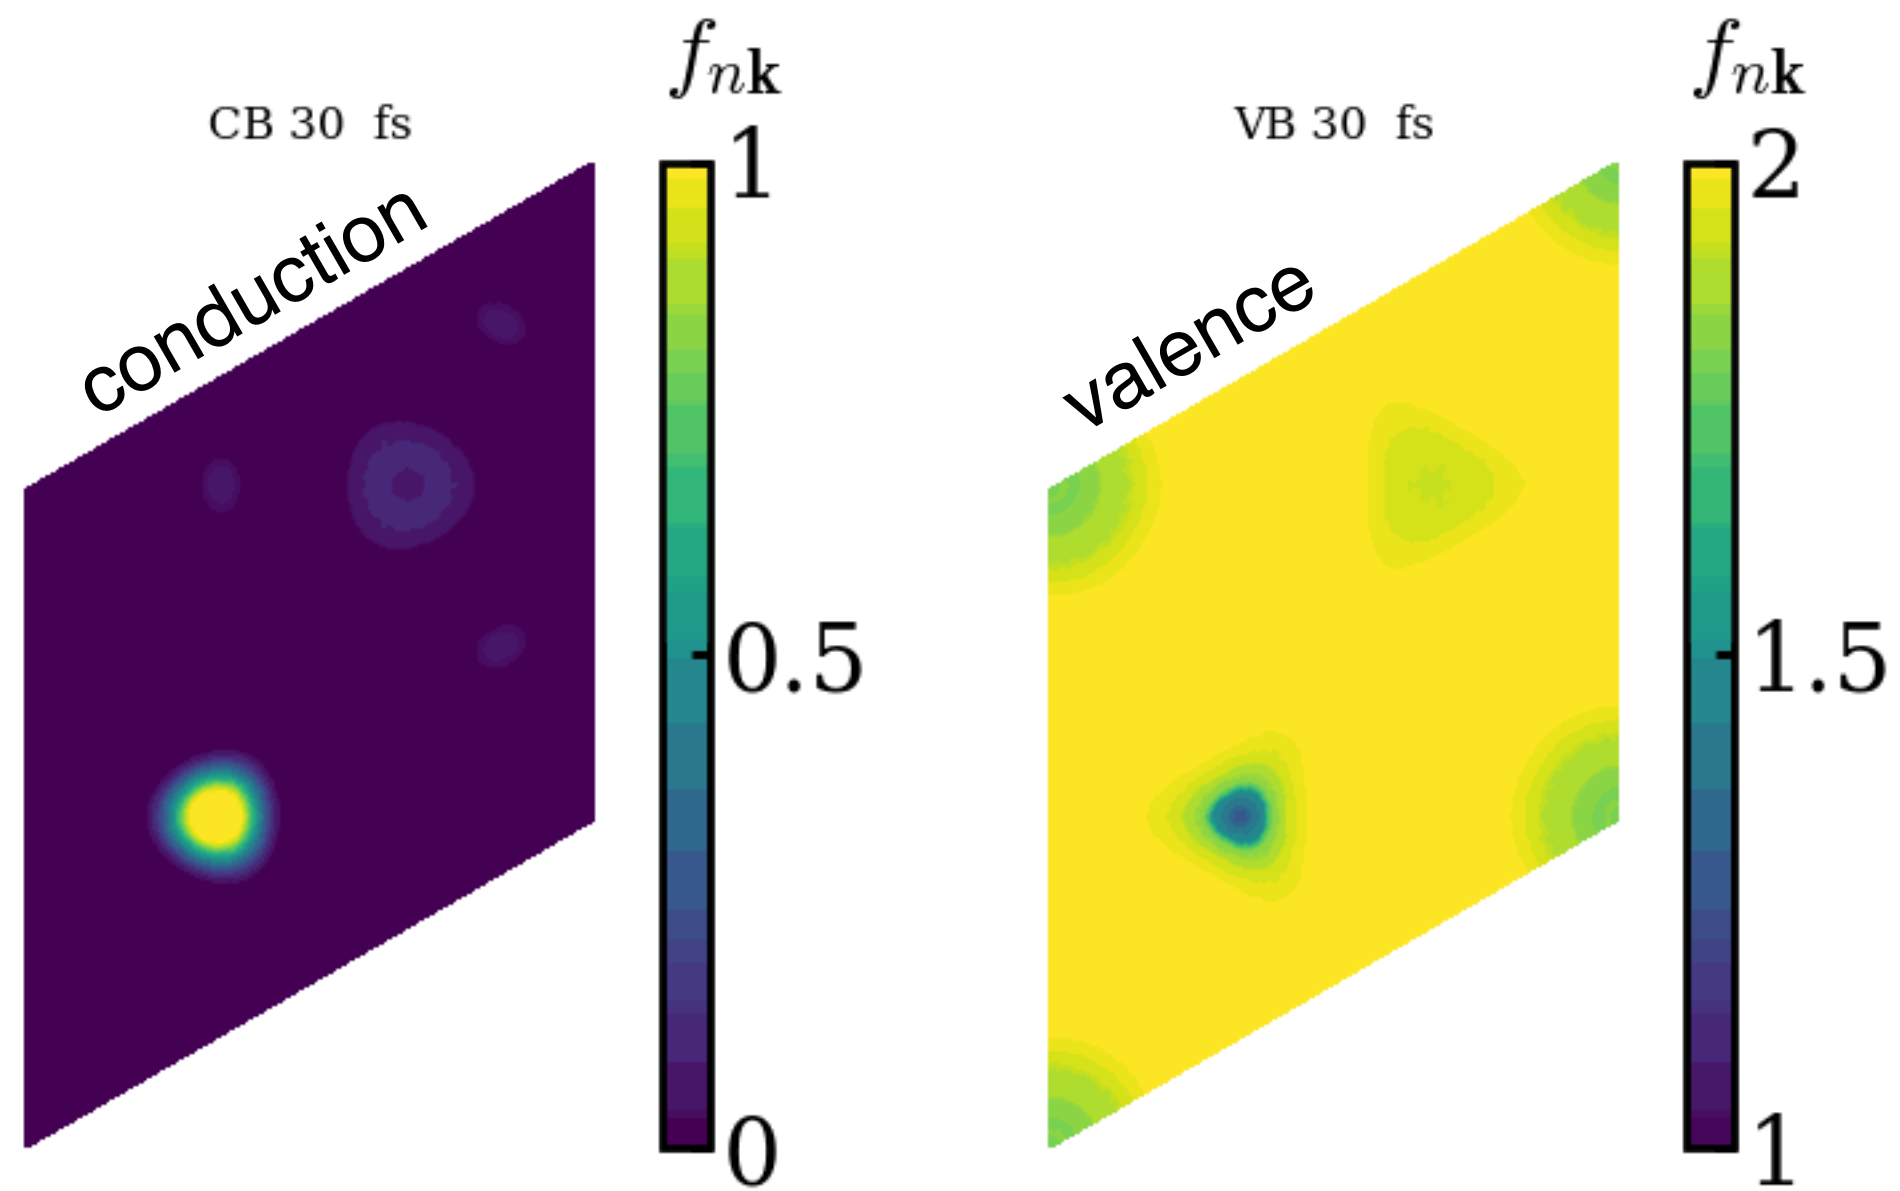 CB 30 fs
conduction
f_{nk}
1
0.5
0
VB 30 fs
valence
f_{nk}
2
1.5
1